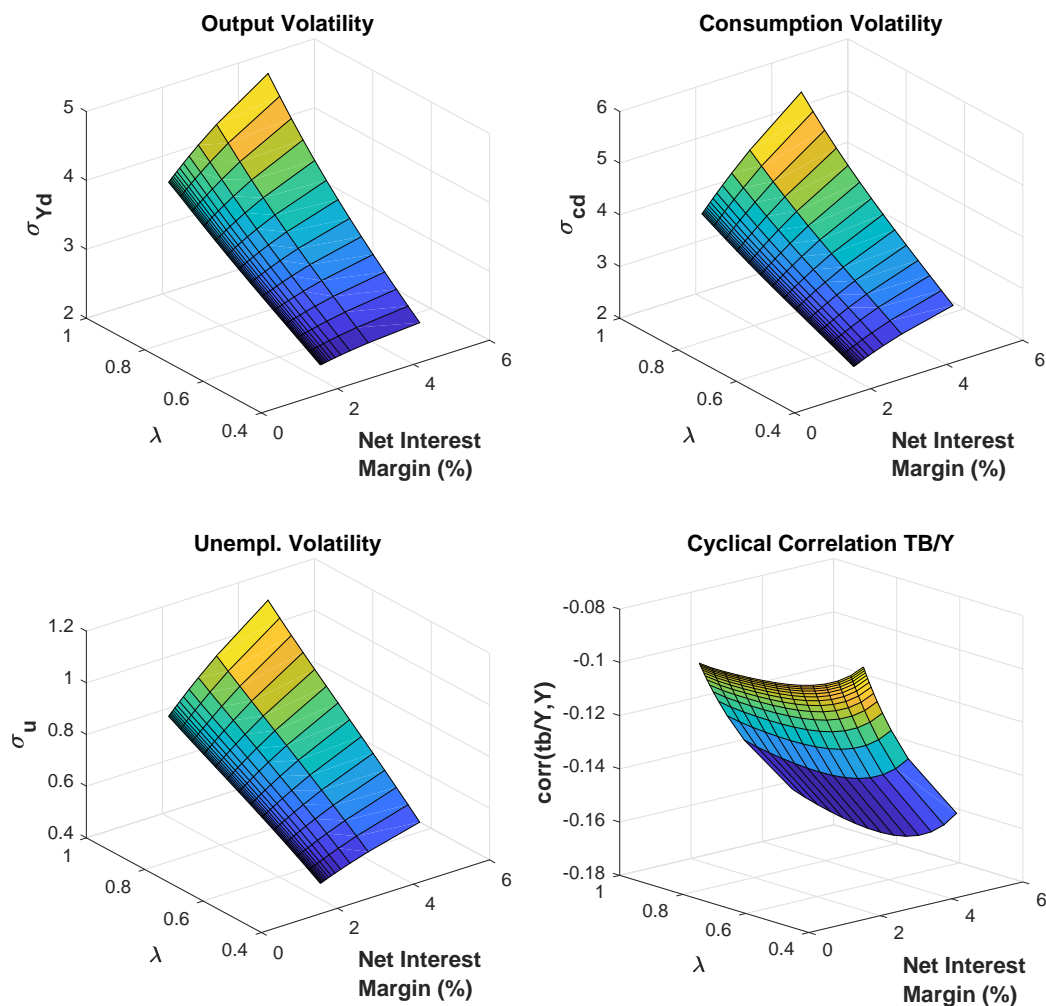 Output Volatility
5
4
3
2
σYd
1
0.8
0.6
0.4
λ
0
2
4
6
Net Interest
Margin (%)
Consumption Volatility
6
5
4
3
2
σcd
1
0.8
0.6
0.4
λ
0
2
4
6
Net Interest
Margin (%)
Unempl. Volatility
1.2
1
0.8
0.6
0.4
σu
1
0.8
0.6
0.4
λ
0
2
4
6
Net Interest
Margin (%)
Cyclical Correlation TB/Y
-0.08
-0.1
-0.12
-0.14
-0.16
-0.18
corr(tb/Y,Y)
1
0.8
0.6
0.4
λ
0
2
4
6
Net Interest
Margin (%)